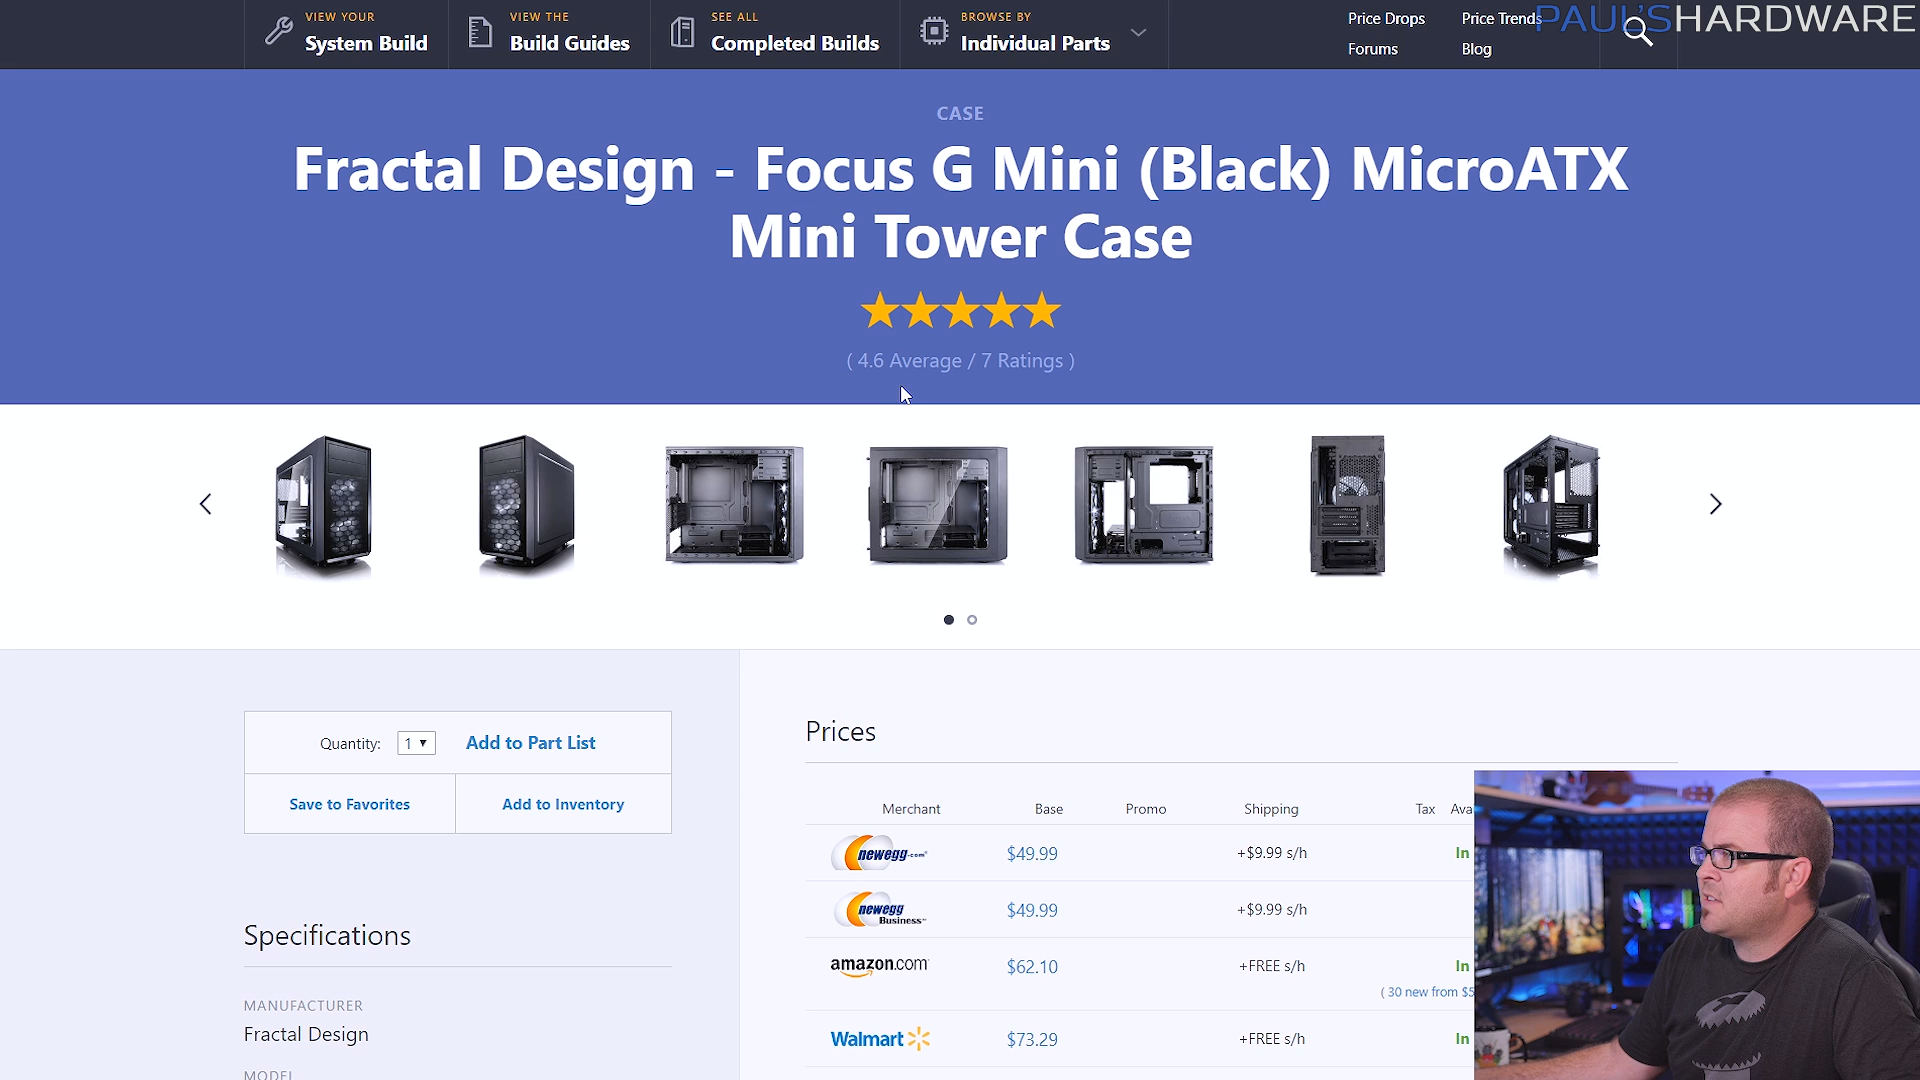 VIEW YOUR
System Build
VIEW THE
Build Guides
SEE ALL
Completed Builds
BROWSE BY
Individual Parts
Price Drops
Price Trends
Forums
Blog
PAUL'SHARDWARE
CASE
Fractal Design - Focus G Mini (Black) MicroATX
Mini Tower Case
( 4.6 Average / 7 Ratings )
Quantity: 1 Add to Part List
Save to Favorites
Add to Inventory
Specifications
MANUFACTURER
Fractal Design
MODEL
Prices
Merchant Base Promo Shipping Tax Ava
newegg.com $49.99 +$9.99 s/h In
newegg Business $49.99 +$9.99 s/h
amazon.com $62.10 +FREE s/h In
( 30 new from $5
Walmart $73.29 +FREE s/h In